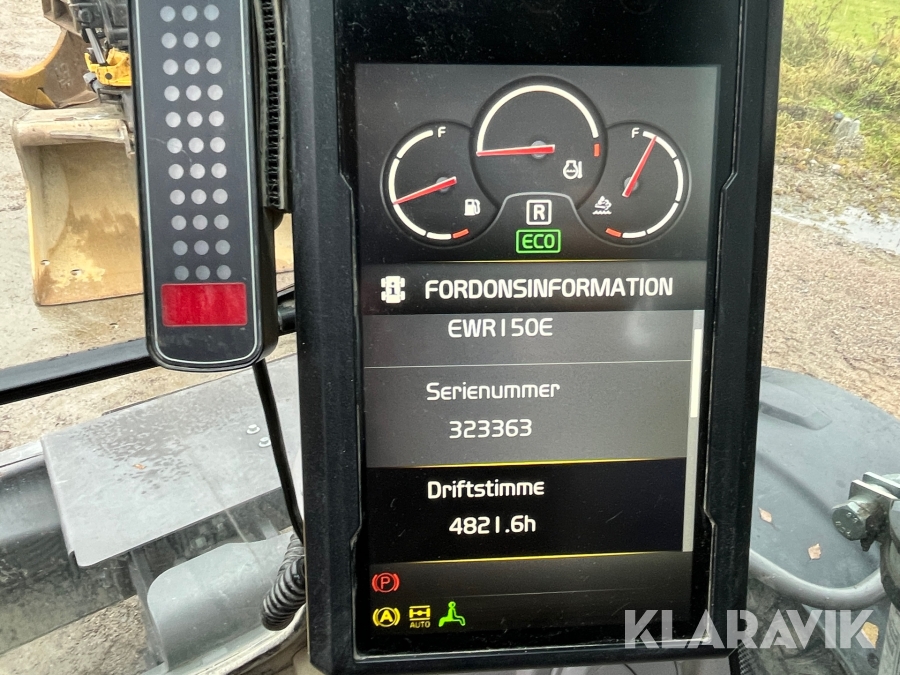 F
F
R
ECO
FORDONSINFORMATION
EWR150E
Serienummer
323363
Driftstimme
4821.6h
P
A
AUTO
KLARAVIK